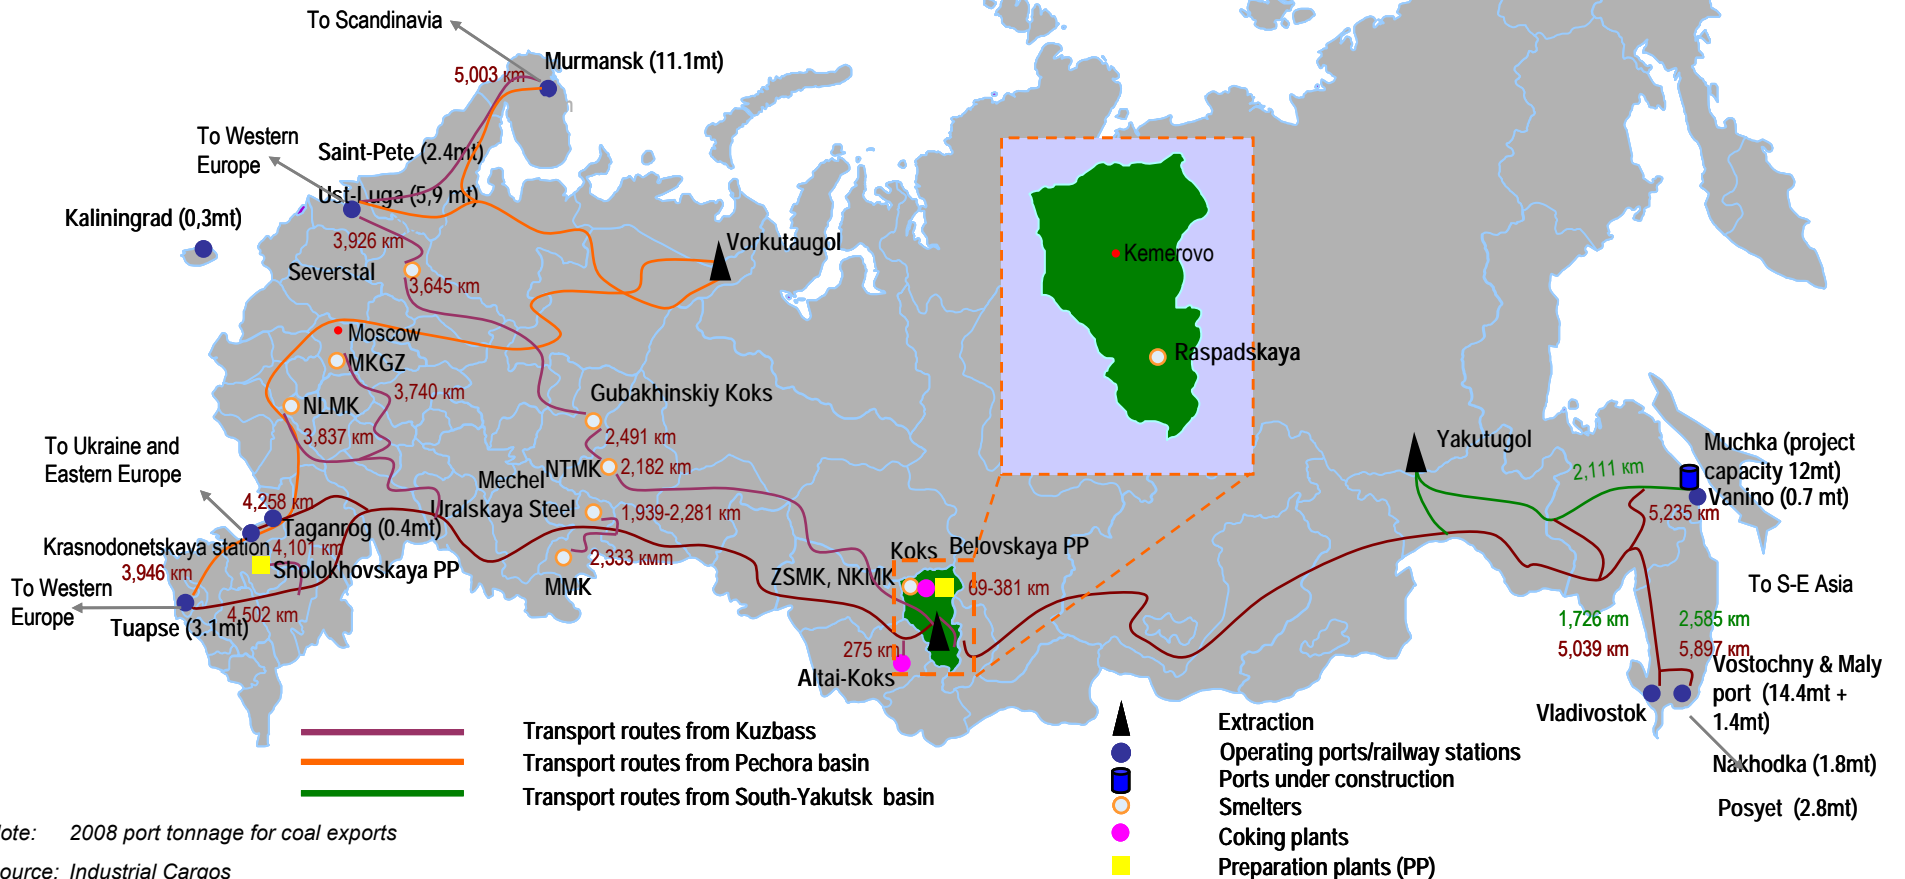 To Scandinavia
Murmansk (11.1mt)
5,003 км
To Western
Europe
Saint-Pete (2.4mt)
Ust-Luga (5,9 mt)
Kaliningrad (0,3mt)
3,926 км
Severstal
3,645 км
Vorkutaugol
Kemerovo
Raspadskaya
Moscow
MKGZ
3,740 км
NLMK
3,837 км
Gubakhinskiy Koks
2,491 км
NTMK
2,182 км
Mechel
Uralskaya Steel
1,939-2,281 км
2,333 кмm
MMK
To Ukraine and
Eastern Europe
4,258 км
Taganrog (0.4mt)
Krasnodonetskaya station
4,101 км
Sholokhovskaya PP
3,946 км
To Western
Europe
4,502 км
Tuapse (3.1mt)
Koks
Belovskaya PP
ZSMK, NKMK
69-381 км
275 км
Altai-Koks
Yakutugol
2,111 км
Muchka (project
capacity 12mt)
Vanino (0.7 mt)
5,235 км
To S-E Asia
1,726 км
2,585 км
5,039 км
5,897 км
Vostochny & Maly
port (14.4mt +
1.4mt)
Vladivostok
Nakhodka (1.8mt)
Posyet (2.8mt)
Transport routes from Kuzbass
Transport routes from Pechora basin
Transport routes from South-Yakutsk basin
Extraction
Operating ports/railway stations
Ports under construction
Smelters
Coking plants
Preparation plants (PP)
lote: 2008 port tonnage for coal exports
ource: Industrial Cargos